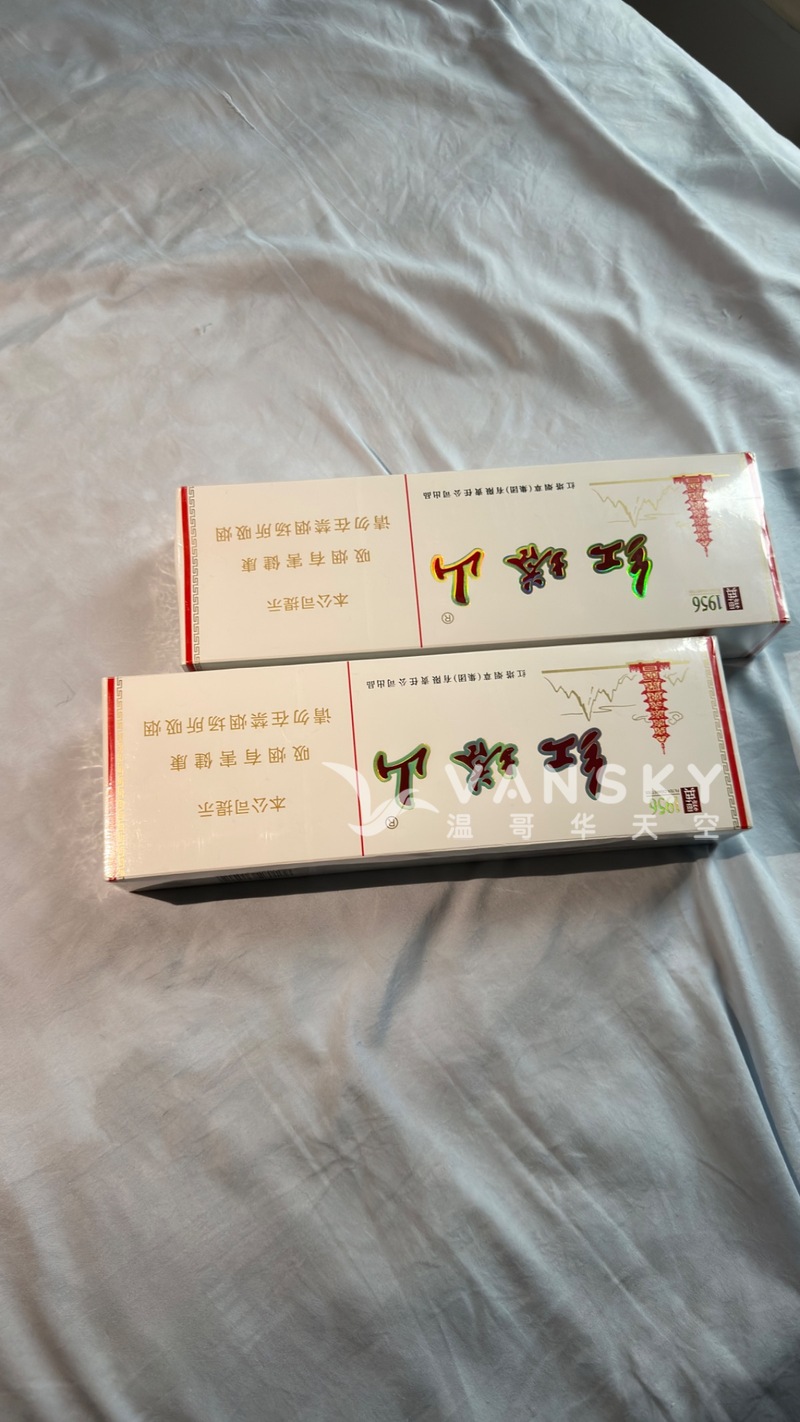 1956
红塔山®
红塔烟草(集团)有限责任公司出品
本公司提示
吸烟有害健康
请勿在禁烟场所吸烟
1956
红塔山®
红塔烟草(集团)有限责任公司出品
本公司提示
吸烟有害健康
请勿在禁烟场所吸烟
VANSKY
温哥华天空